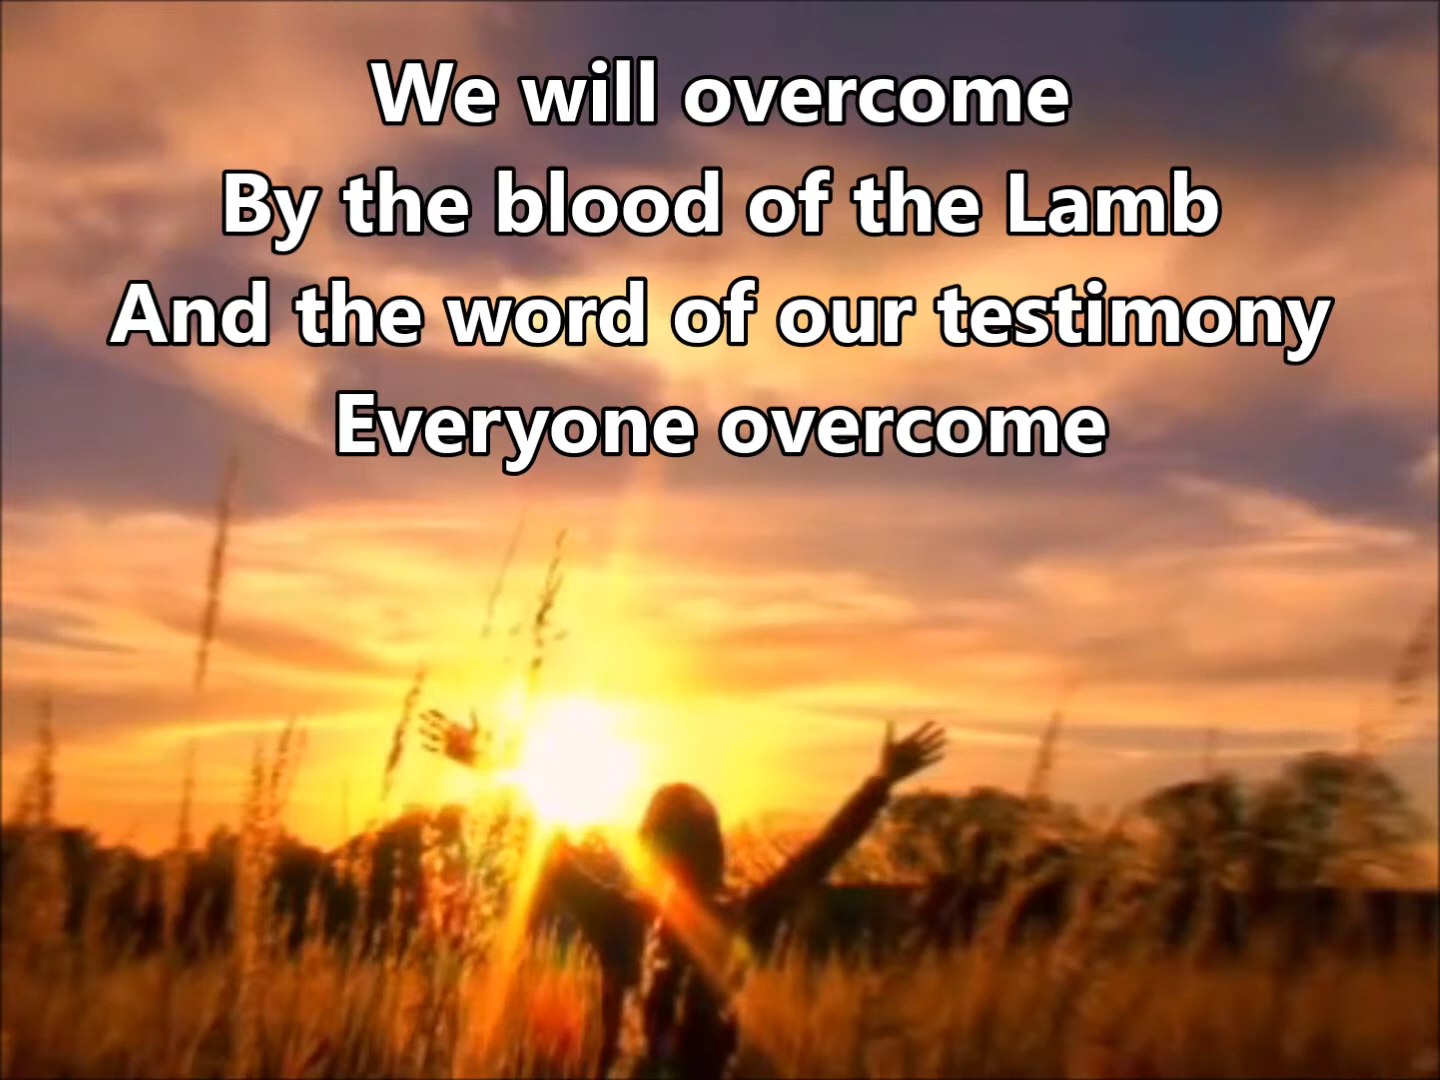 We will overcome
By the blood of the Lamb
And the word of our testimony
Everyone overcome